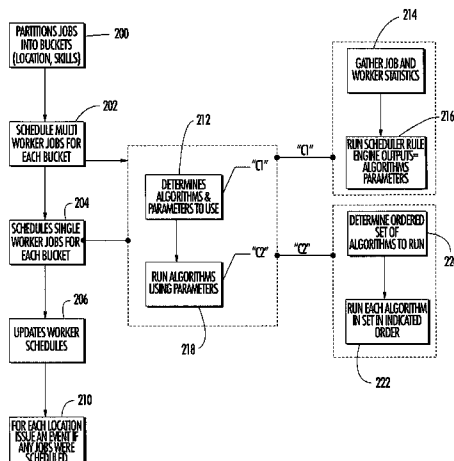 PARTITIONS JOBS
INTO BUCKETS
(LOCATION, SKILLS)
200
SCHEDULE MULTI
WORKER JOBS FOR
EACH BUCKET
202
SCHEDULES SINGLE
WORKER JOBS FOR
EACH BUCKET
204
UPDATES WORKER
SCHEDULES
206
FOR EACH LOCATION
ISSUE AN EVENT IF
ANY JOBS WERE
SCHEDULED
210
212
DETERMINES
ALGORITHMS &
PARAMETERS TO USE
"C1"
RUN ALGORITHMS
USING PARAMETERS
"C2"
218
"C1"
"C2"
214
GATHER JOB AND
WORKER STATISTICS
216
RUN SCHEDULER RULE
ENGINE OUTPUTS=
ALGORITHMS
PARAMETERS
DETERMINE ORDERED
SET OF
ALGORITHMS TO RUN
22
RUN EACH ALGORITHM
IN SET IN INDICATED
ORDER
222